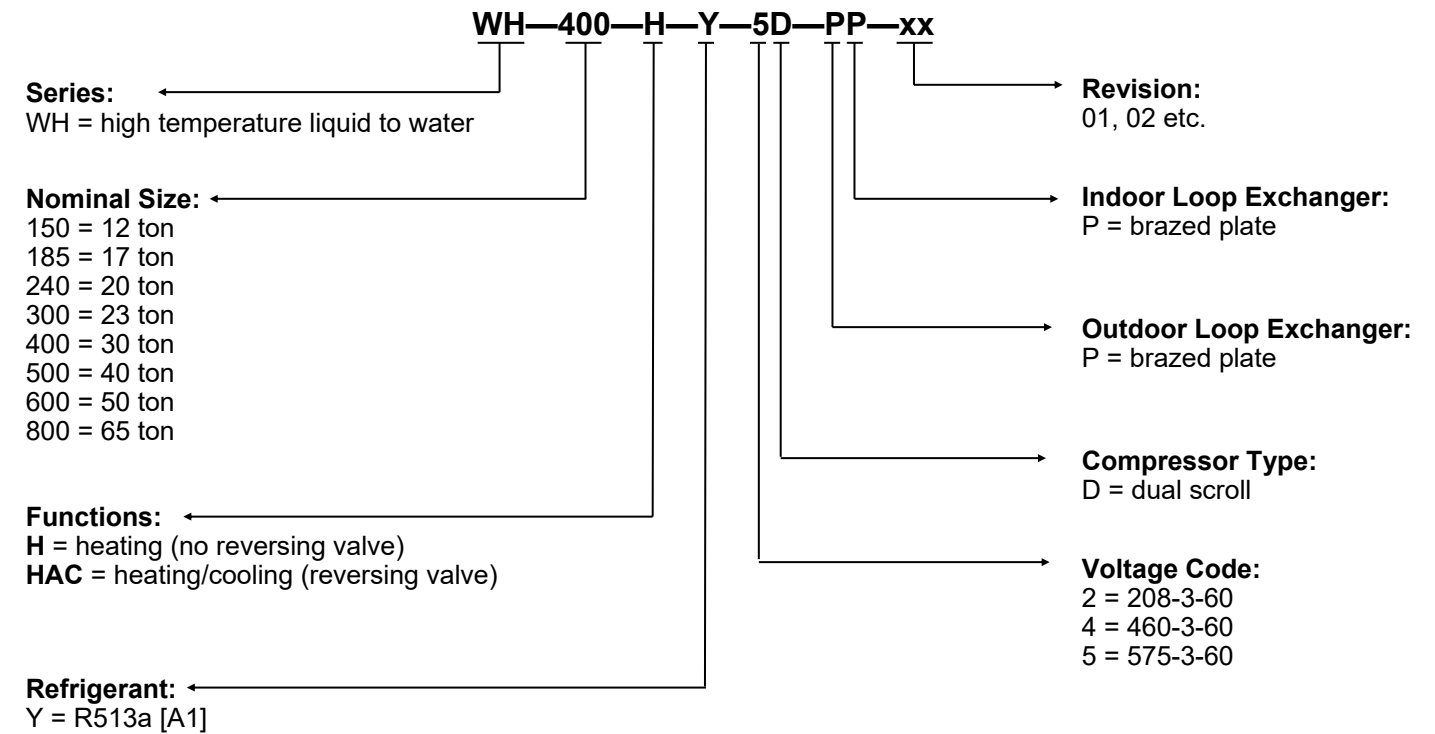 WH—400—H—Y—5D—PP—xx
Series:
WH = high temperature liquid to water
Nominal Size:
150 = 12 ton
185 = 17 ton
240 = 20 ton
300 = 23 ton
400 = 30 ton
500 = 40 ton
600 = 50 ton
800 = 65 ton
Functions:
H = heating (no reversing valve)
HAC = heating/cooling (reversing valve)
Refrigerant:
Y = R513a [A1]
Revision:
01, 02 etc.
Indoor Loop Exchanger:
P = brazed plate
Outdoor Loop Exchanger:
P = brazed plate
Compressor Type:
D = dual scroll
Voltage Code:
2 = 208-3-60
4 = 460-3-60
5 = 575-3-60